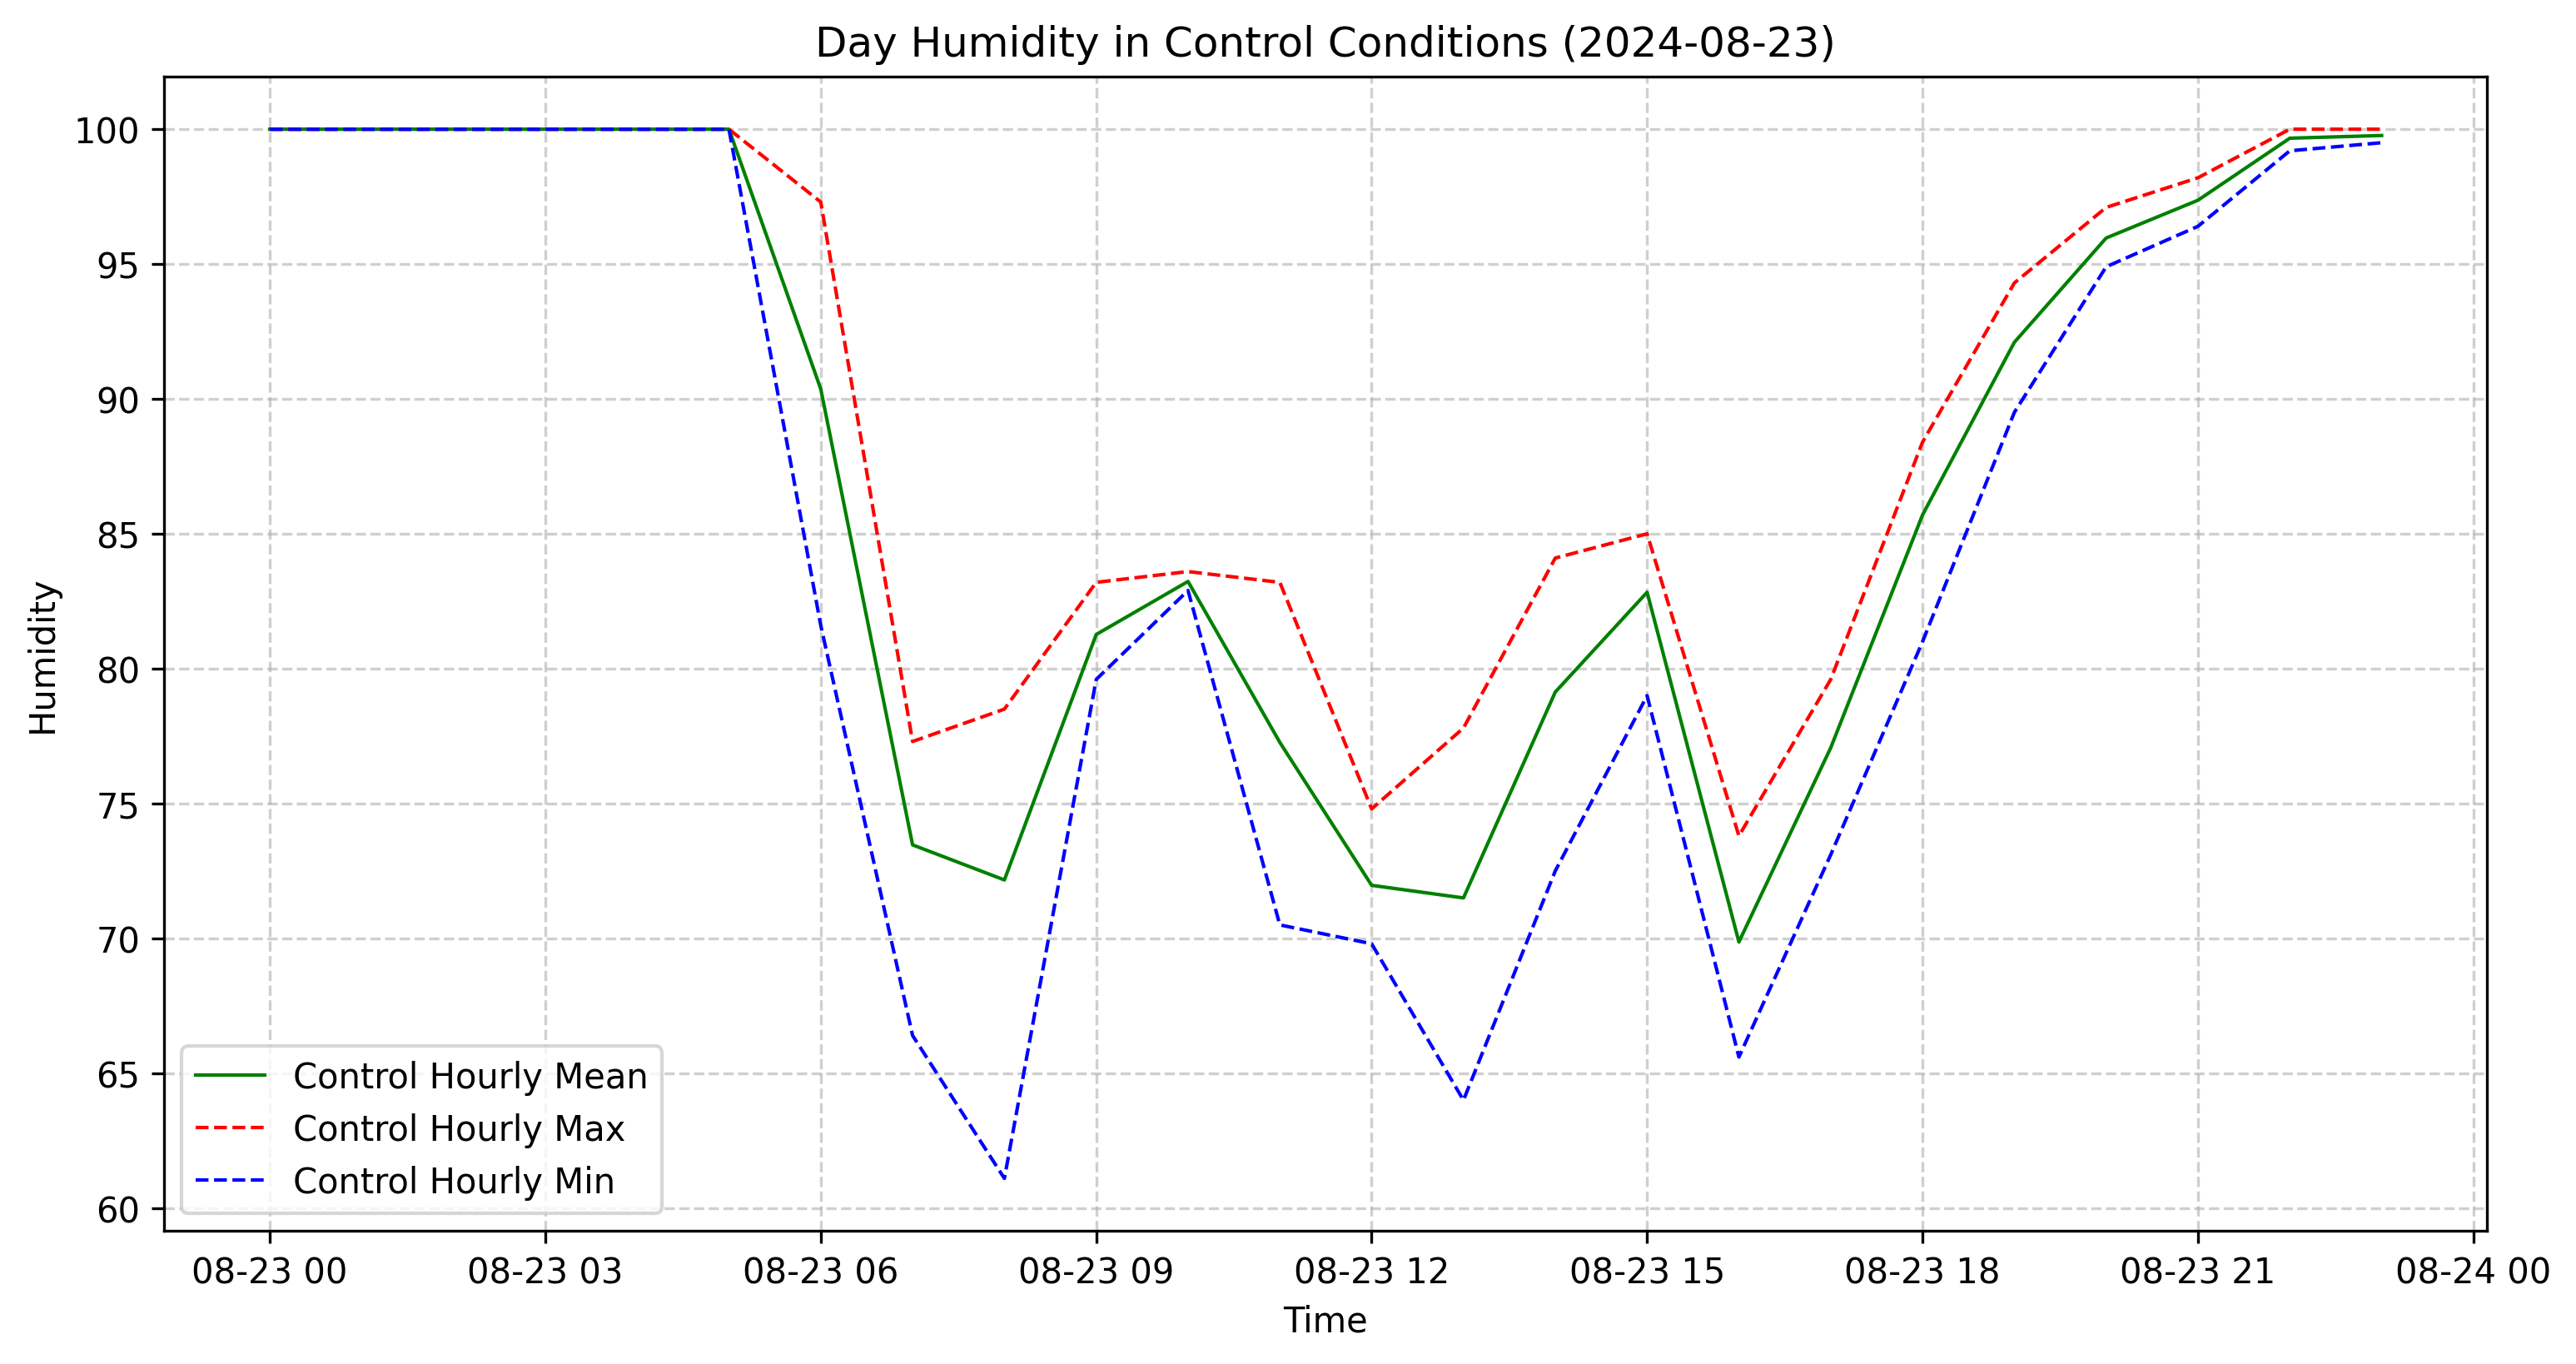 Day Humidity in Control Conditions (2024-08-23)
Humidity
100
95
90
85
80
75
70
65
60
Control Hourly Mean
Control Hourly Max
Control Hourly Min
08-23 00 08-23 03 08-23 06 08-23 09 08-23 12 08-23 15 08-23 18 08-23 21 08-24 00
Time